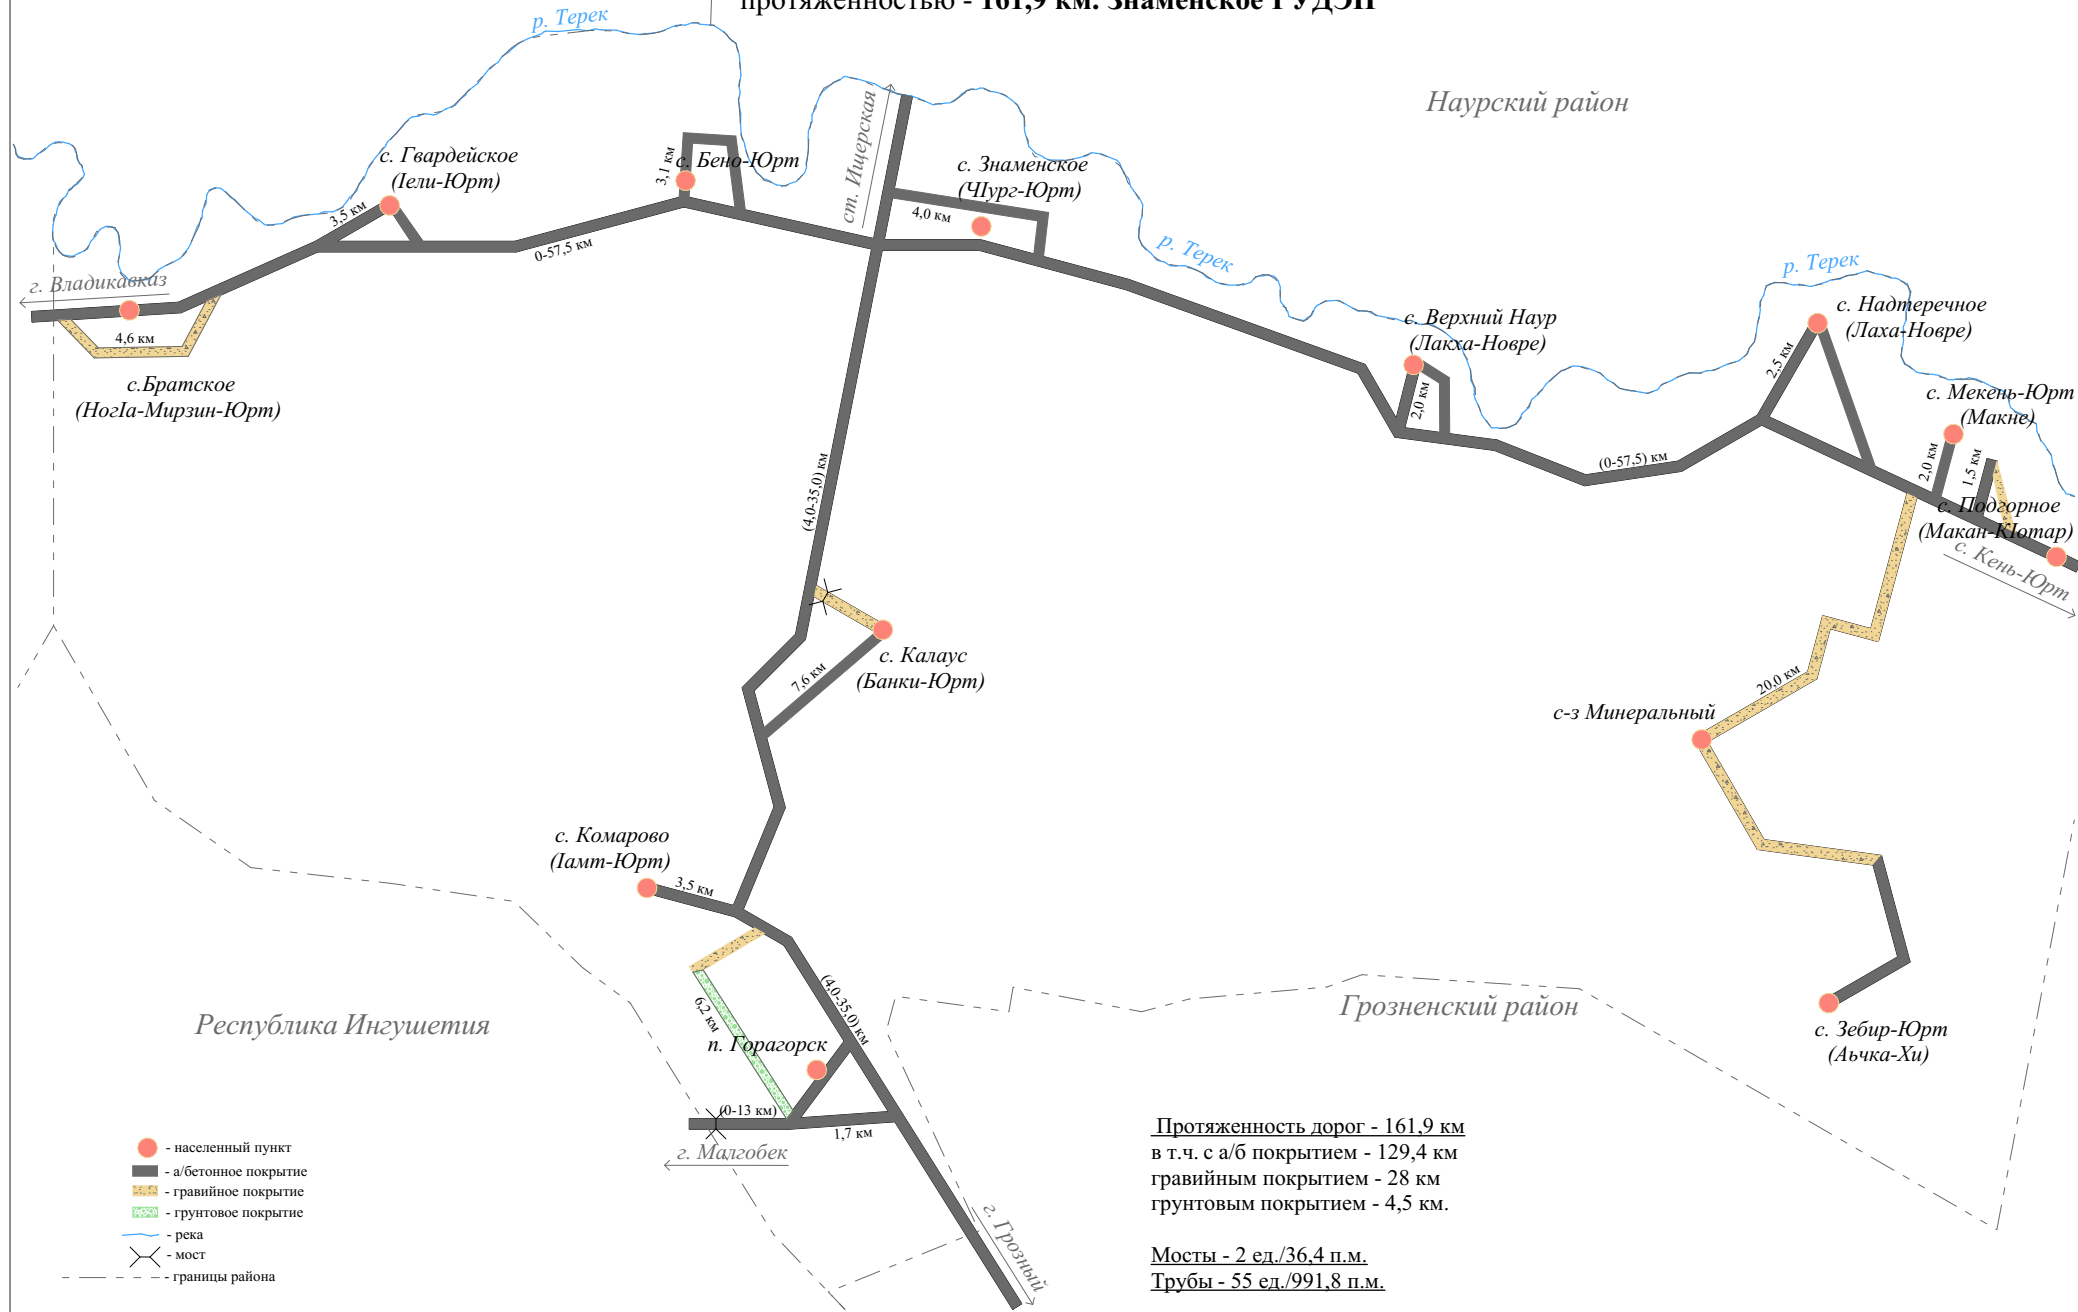 протяженностью - 161,9 км. Знаменское ГУДЭП
р. Терек
Наурский район
ст. Ищерская
с. Гвардейское
(Iели-Юрт)
3,5 км
3,1 км
с. Бено-Юрт
с. Знаменское
(ЧIург-Юрт)
4,0 км
0-57,5 км
р. Терек
р. Терек
г. Владикавказ
4,6 км
с.Братское
(НогIа-Мирзин-Юрт)
с. Верхний Наур
(Лакха-Новре)
2,0 км
с. Надтеречное
(Лаха-Новре)
2,5 км
с. Мекень-Юрт
(Макне)
2,0 км
1,5 км
(0-57,5) км
с. Подгорное
(Макан-КIотар)
с. Кень-Юрт
(4,0-35,0) км
с. Калаус
(Банки-Юрт)
7,6 км
20,0 км
с-з Минеральный
с. Комарово
(Iамт-Юрт)
3,5 км
(4,0-35,0) км
6,2 км
Республика Ингушетия
п. Горагорск
Грозненский район
с. Зебир-Юрт
(Аьчка-Хи)
(0-13 км)
1,7 км
г. Малгобек
г. Грозный
- населенный пункт
- а/бетонное покрытие
- гравийное покрытие
- грунтовое покрытие
- река
- мост
- границы района
Протяженность дорог - 161,9 км
в т.ч. с а/б покрытием - 129,4 км
гравийным покрытием - 28 км
грунтовым покрытием - 4,5 км.
Мосты - 2 ед./36,4 п.м.
Трубы - 55 ед./991,8 п.м.